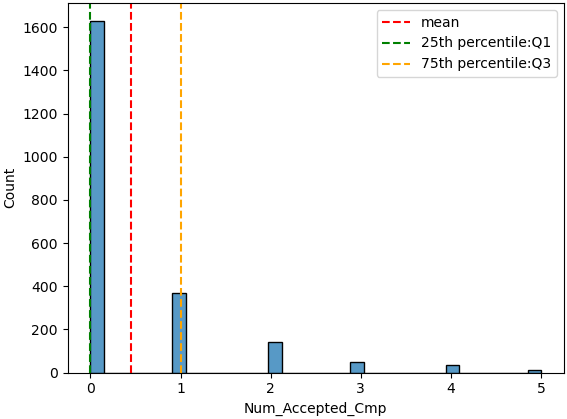 1600
1400
1200
1000
800
600
400
200
0
Count
mean
25th percentile:Q1
75th percentile:Q3
0 1 2 3 4 5
Num_Accepted_Cmp